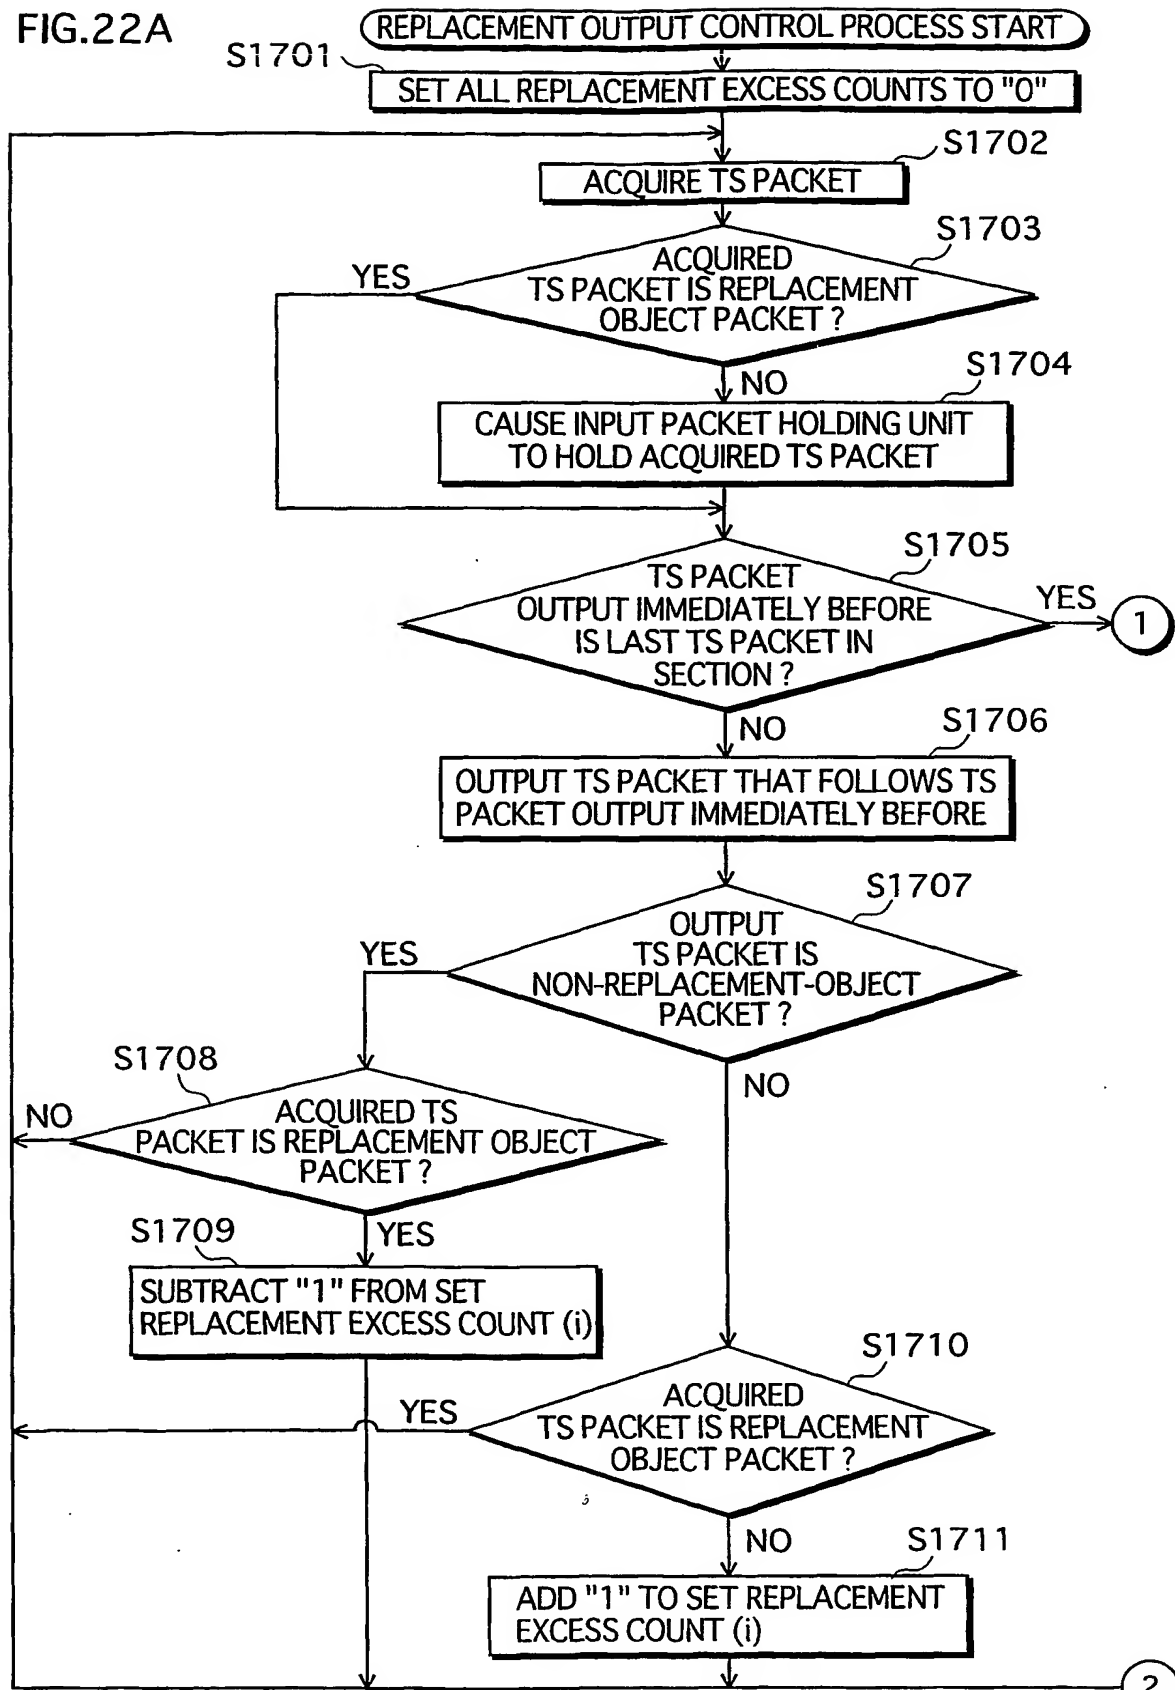 FIG.22A
REPLACEMENT OUTPUT CONTROL PROCESS START
S1701
SET ALL REPLACEMENT EXCESS COUNTS TO "0"
S1702
ACQUIRE TS PACKET
S1703
ACQUIRED
TS PACKET IS REPLACEMENT
OBJECT PACKET ?
YES
NO
S1704
CAUSE INPUT PACKET HOLDING UNIT
TO HOLD ACQUIRED TS PACKET
S1705
TS PACKET
OUTPUT IMMEDIATELY BEFORE
IS LAST TS PACKET IN
SECTION ?
YES
1
NO
S1706
OUTPUT TS PACKET THAT FOLLOWS TS
PACKET OUTPUT IMMEDIATELY BEFORE
S1707
OUTPUT
TS PACKET IS
NON-REPLACEMENT-OBJECT
PACKET ?
YES
NO
S1708
ACQUIRED TS
PACKET IS REPLACEMENT OBJECT
PACKET ?
NO
YES
S1709
SUBTRACT "1" FROM SET
REPLACEMENT EXCESS COUNT (i)
S1710
ACQUIRED
TS PACKET IS REPLACEMENT
OBJECT PACKET ?
YES
NO
S1711
ADD "1" TO SET REPLACEMENT
EXCESS COUNT (i)
2